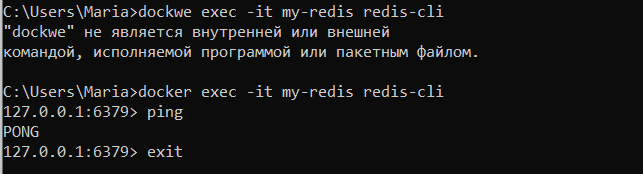 C:\Users\Maria>dockwe exec -it my-redis redis-cli
"dockwe" не является внутренней или внешней
командой, исполняемой программой или пакетным файлом.
C:\Users\Maria>docker exec -it my-redis redis-cli
127.0.0.1:6379> ping
PONG
127.0.0.1:6379> exit